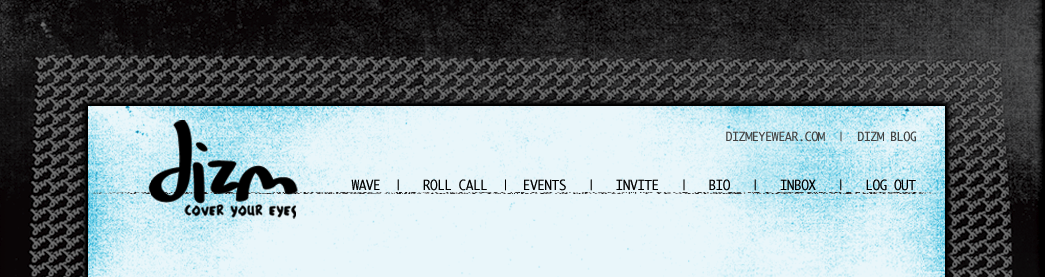 DIZMEYEWEAR.COM | DIZM BLOG
dizm
WAVE | ROLL CALL | EVENTS | INVITE | BIO | INBOX | LOG OUT
COVER YOUR EYES